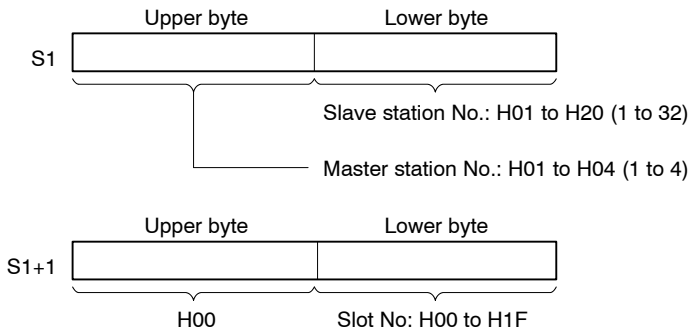 Upper byte Lower byte
S1
Slave station No.: H01 to H20 (1 to 32)
Master station No.: H01 to H04 (1 to 4)
Upper byte Lower byte
S1+1
H00 Slot No: H00 to H1F